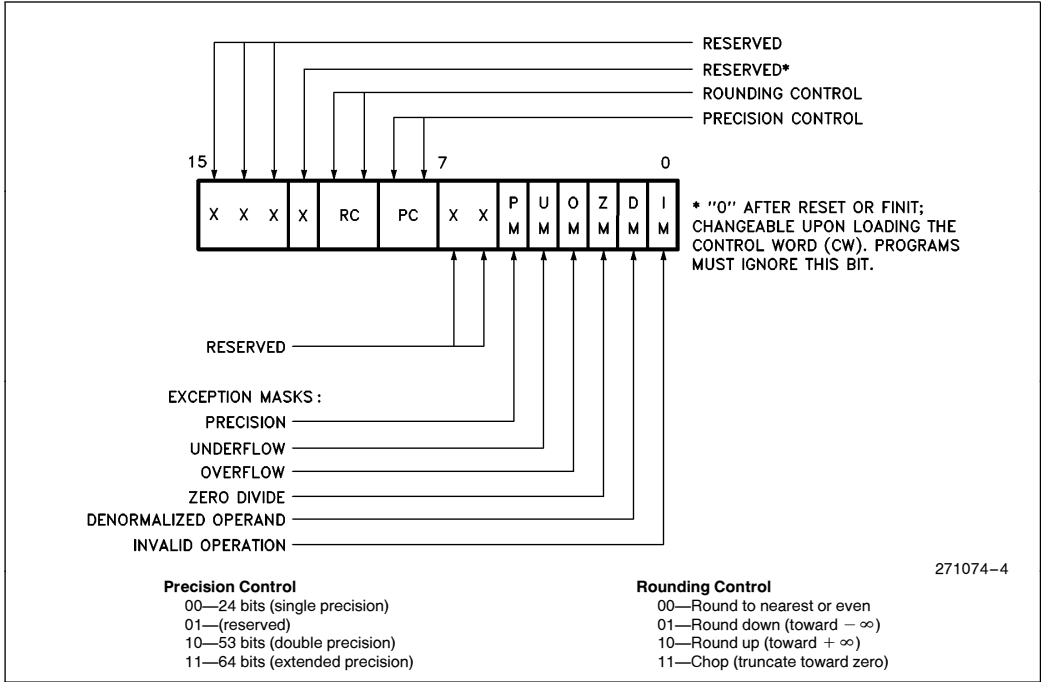 RESERVED
RESERVED*
ROUNDING CONTROL
PRECISION CONTROL
15 7 0
X X X X RC PC X X P M U M O M Z M D M I M
* "0" AFTER RESET OR FINIT;
CHANGEABLE UPON LOADING THE
CONTROL WORD (CW). PROGRAMS
MUST IGNORE THIS BIT.
RESERVED
EXCEPTION MASKS:
PRECISION
UNDERFLOW
OVERFLOW
ZERO DIVIDE
DENORMALIZED OPERAND
INVALID OPERATION
271074–4
Precision Control
00—24 bits (single precision)
01—(reserved)
10—53 bits (double precision)
11—64 bits (extended precision)
Rounding Control
00—Round to nearest or even
01—Round down (toward − ∞)
10—Round up (toward + ∞)
11—Chop (truncate toward zero)